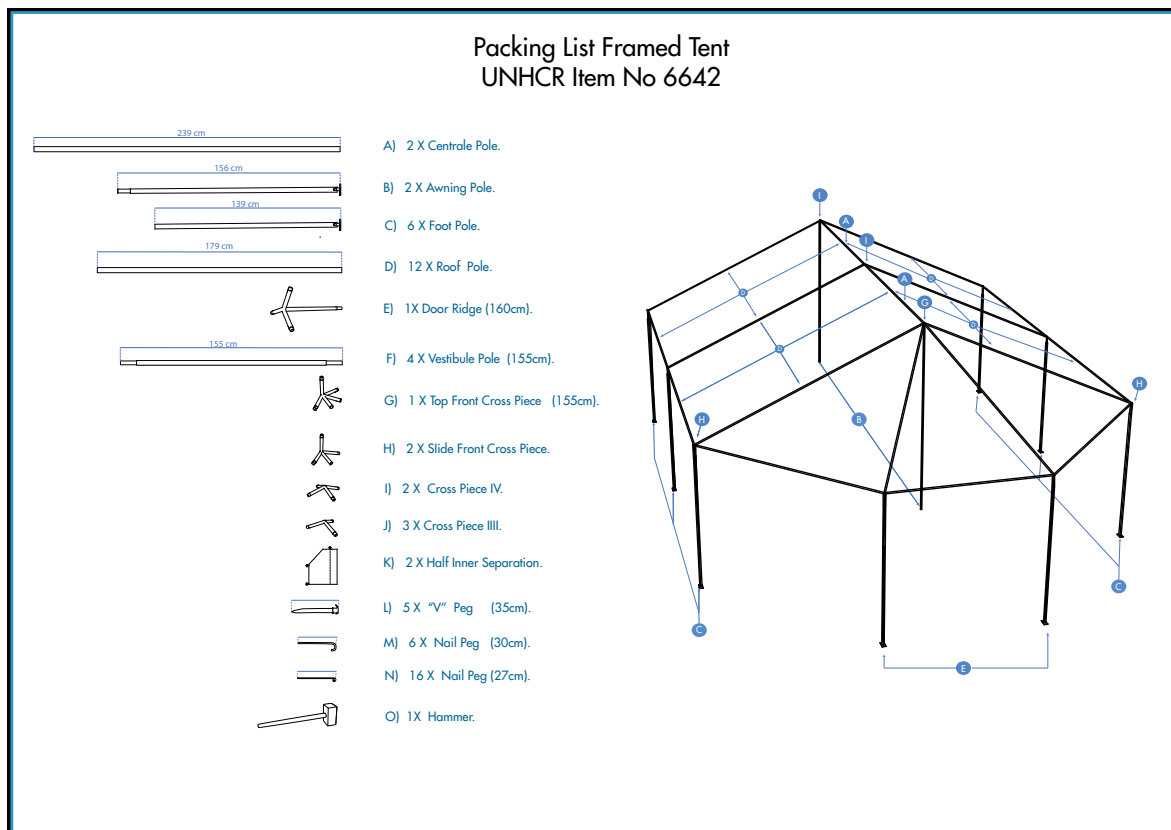 Packing List Framed Tent
UNHCR Item No 6642
239 cm
A) 2 X Centrale Pole.
156 cm
B) 2 X Awning Pole.
139 cm
C) 6 X Foot Pole.
179 cm
D) 12 X Roof Pole.
E) 1X Door Ridge (160cm).
155 cm
F) 4 X Vestibule Pole (155cm).
G) 1 X Top Front Cross Piece (155cm).
H) 2 X Slide Front Cross Piece.
I) 2 X Cross Piece IV.
J) 3 X Cross Piece IIII.
K) 2 X Half Inner Separation.
L) 5 X “V” Peg (35cm).
M) 6 X Nail Peg (30cm).
N) 16 X Nail Peg (27cm).
O) 1X Hammer.
I
A
I
D
A
D
G
D
D
H
H
B
C
C
E